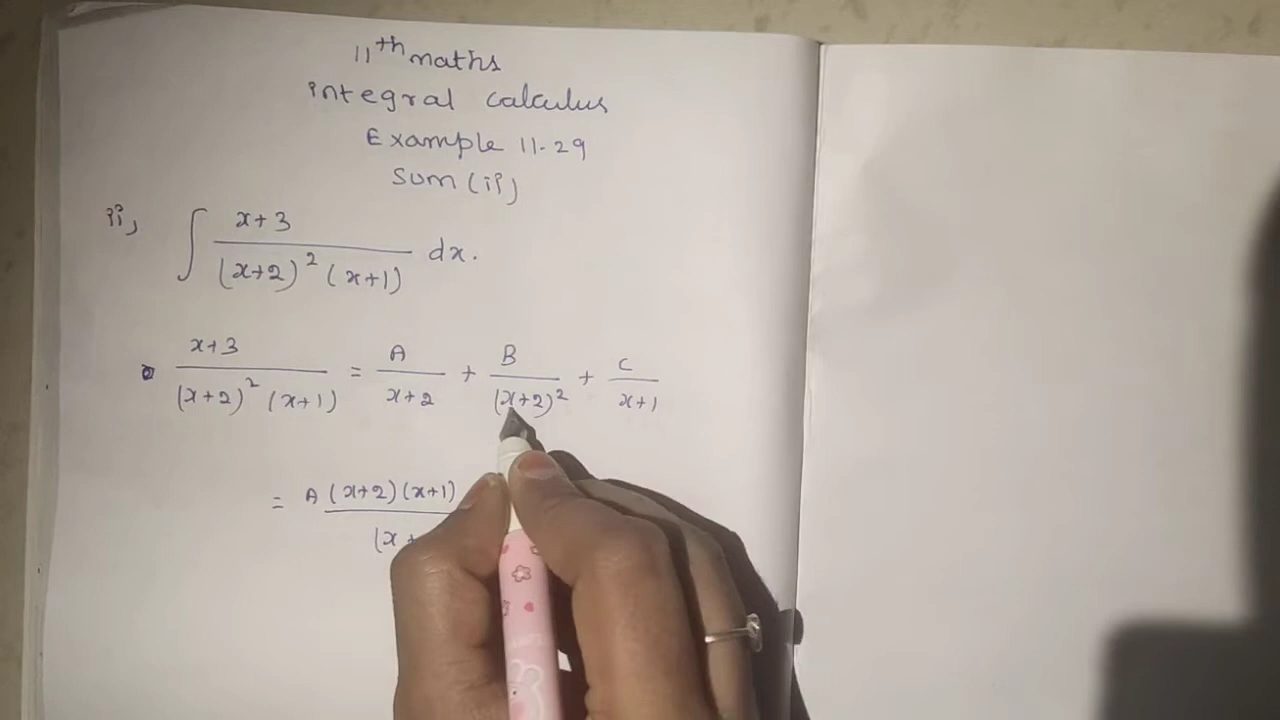 11th maths
integral calculus
Example 11.29
Sum (ii)
ii, ∫ x+3 / (x+2)² (x+1) dx.
x+3 / (x+2)² (x+1) = A / x+2 + B / (x+2)² + C / x+1
= A (x+2) (x+1) / (x+